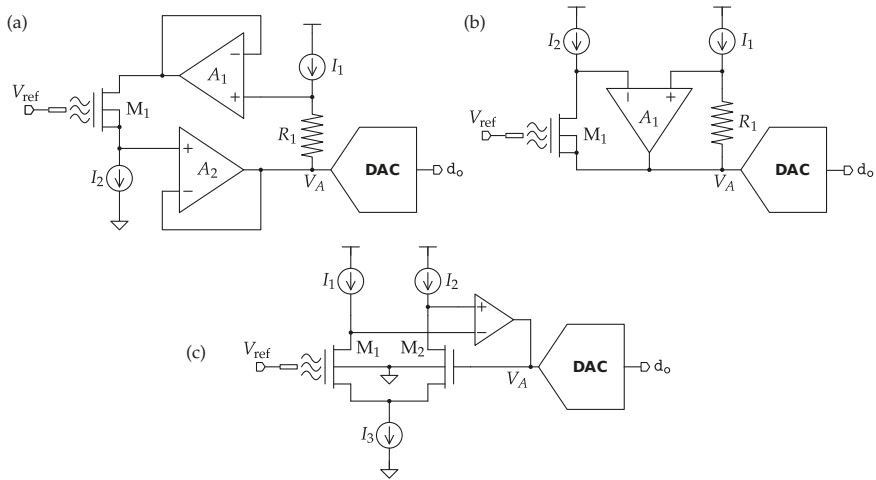 (a)
V_ref
M_1
A_1
−
+
I_1
R_1
I_2
+
−
A_2
V_A
DAC
d_o
(b)
I_2
I_1
−
+
A_1
V_ref
M_1
R_1
V_A
DAC
d_o
(c)
I_1
I_2
+
−
V_ref
M_1
M_2
V_A
DAC
d_o
I_3